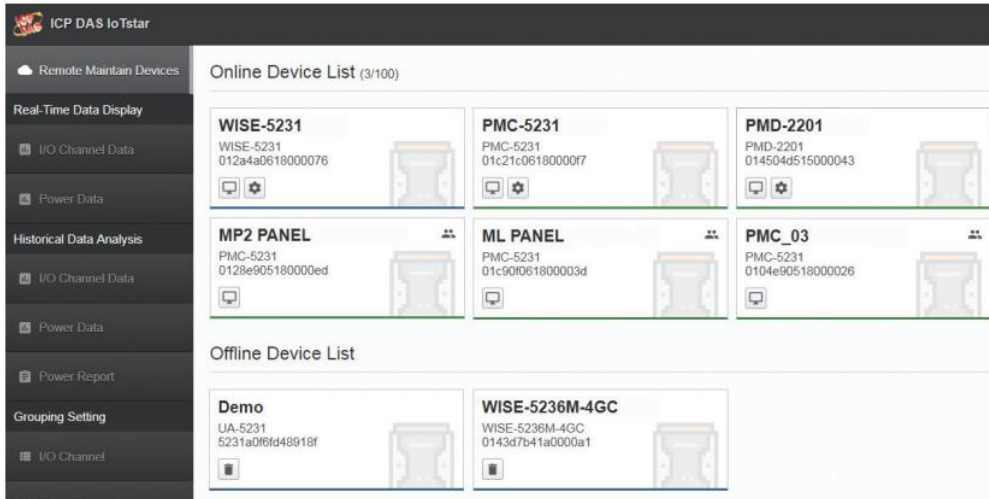 ICP DAS IoTstar
Remote Maintain Devices
Real-Time Data Display
I/O Channel Data
Power Data
Historical Data Analysis
I/O Channel Data
Power Data
Power Report
Grouping Setting
I/O Channel
Online Device List (3/100)
WISE-5231
WISE-5231
012a4a0618000076
PMC-5231
PMC-5231
01c21c06180000f7
PMD-2201
PMD-2201
014504d515000043
MP2 PANEL
PMC-5231
0128e905180000ed
ML PANEL
PMC-5231
01c90f061800003d
PMC_03
PMC-5231
0104e90518000026
Offline Device List
Demo
UA-5231
5231a0f6fd48918f
WISE-5236M-4GC
WISE-5236M-4GC
0143d7b41a0000a1